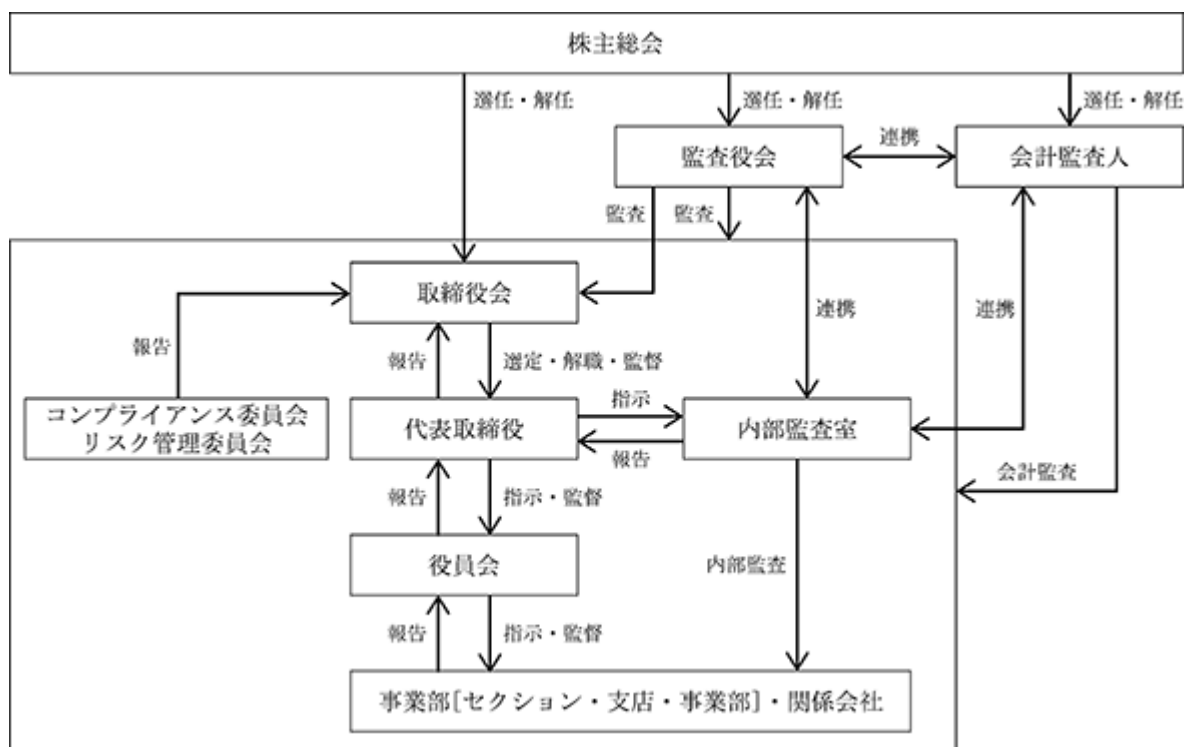 株主総会
選任・解任
選任・解任
選任・解任
監査役会
連携
会計監査人
監査
監査
取締役会
連携
連携
報告
報告
選定・解職・監督
コンプライアンス委員会
リスク管理委員会
代表取締役
指示
報告
内部監査室
会計監査
報告
指示・監督
役員会
内部監査
報告
指示・監督
事業部[セクション・支店・事業部]・関係会社